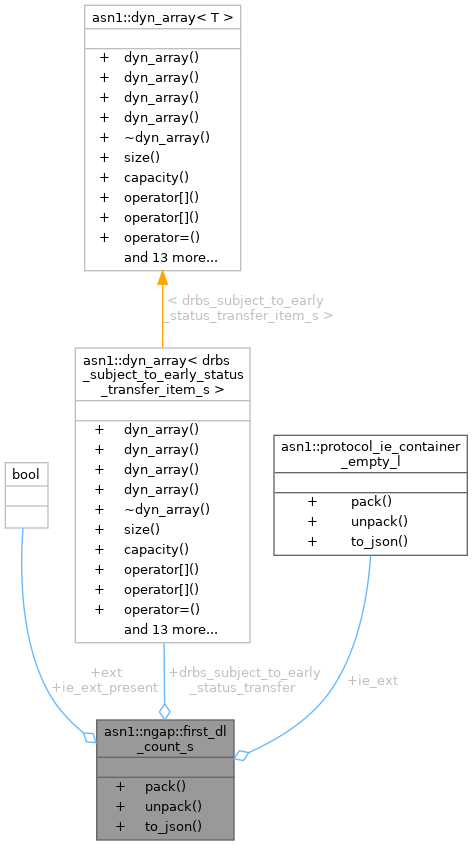 asn1::dyn_array< T >
+ dyn_array()
+ dyn_array()
+ dyn_array()
+ dyn_array()
+ ~dyn_array()
+ size()
+ capacity()
+ operator[]()
+ operator[]()
+ operator=()
and 13 more...
< drbs_subject_to_early
_status_transfer_item_s >
asn1::dyn_array< drbs
_subject_to_early_status
_transfer_item_s >
+ dyn_array()
+ dyn_array()
+ dyn_array()
+ dyn_array()
+ ~dyn_array()
+ size()
+ capacity()
+ operator[]()
+ operator[]()
+ operator=()
and 13 more...
asn1::protocol_ie_container
_empty_l
+ pack()
+ unpack()
+ to_json()
bool
+ext
+ie_ext_present
+drbs_subject_to_early
_status_transfer
+ie_ext
asn1::ngap::first_dl
_count_s
+ pack()
+ unpack()
+ to_json()